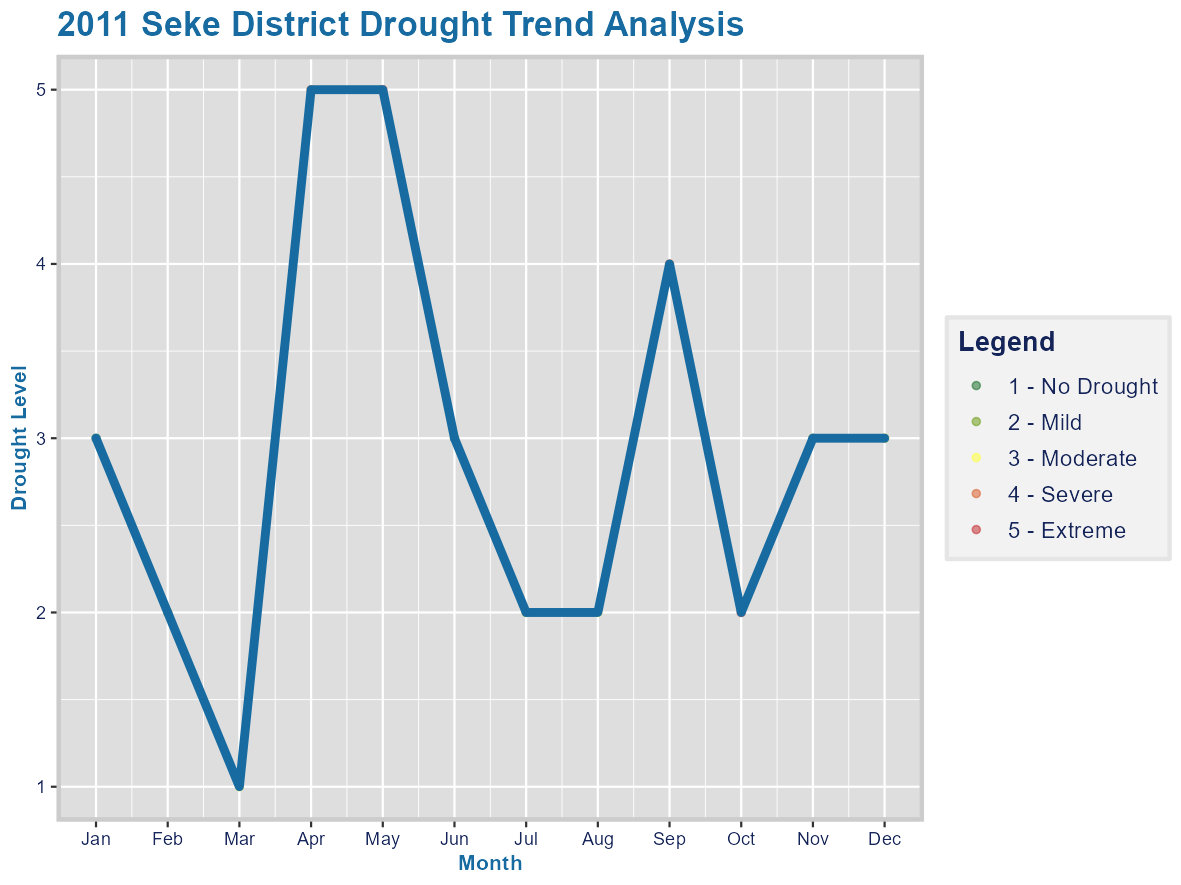 2011 Seke District Drought Trend Analysis
Drought Level
5
4
3
2
1
Jan Feb Mar Apr May Jun Jul Aug Sep Oct Nov Dec
Month
Legend
1 - No Drought
2 - Mild
3 - Moderate
4 - Severe
5 - Extreme